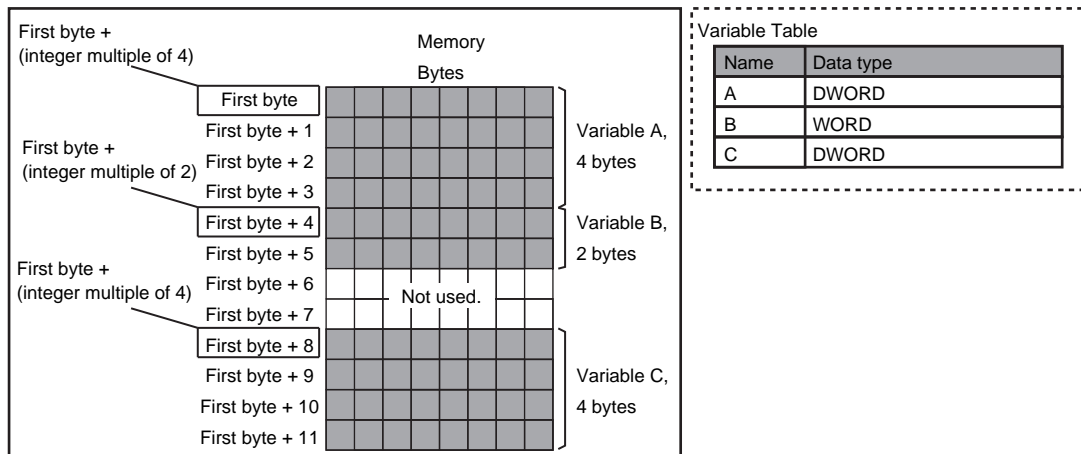 First byte +
(integer multiple of 4)
Memory
Bytes
First byte
First byte + 1
First byte + 2
First byte + 3
Variable A,
4 bytes
First byte +
(integer multiple of 2)
First byte + 4
First byte + 5
Variable B,
2 bytes
First byte +
(integer multiple of 4)
First byte + 6
First byte + 7
Not used.
First byte + 8
First byte + 9
First byte + 10
First byte + 11
Variable C,
4 bytes
Variable Table
Name Data type
A DWORD
B WORD
C DWORD